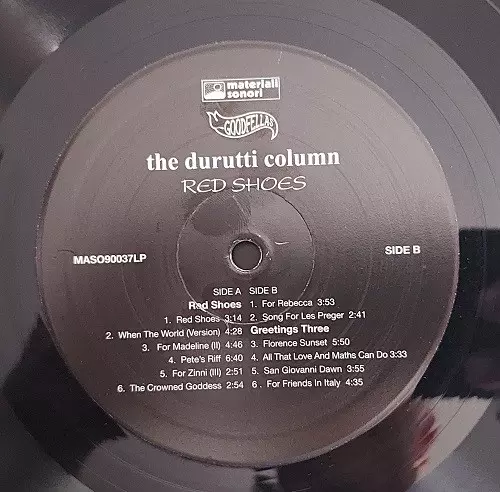 materiali
sonori
GOODFELLAS
the durutti column
RED SHOES
MASO90037LP
SIDE B
SIDE A SIDE B
Red Shoes
1. Red Shoes 3:14
2. When The World (Version) 4:28
3. For Madeline (II) 4:46
4. Pete's Riff 6:40
5. For Zinni (III) 2:51
6. The Crowned Goddess 2:54
1. For Rebecca 3:53
2. Song For Les Preger 2:41
Greetings Three
3. Florence Sunset 5:50
4. All That Love And Maths Can Do 3:33
5. San Giovanni Dawn 3:55
6. For Friends In Italy 4:35